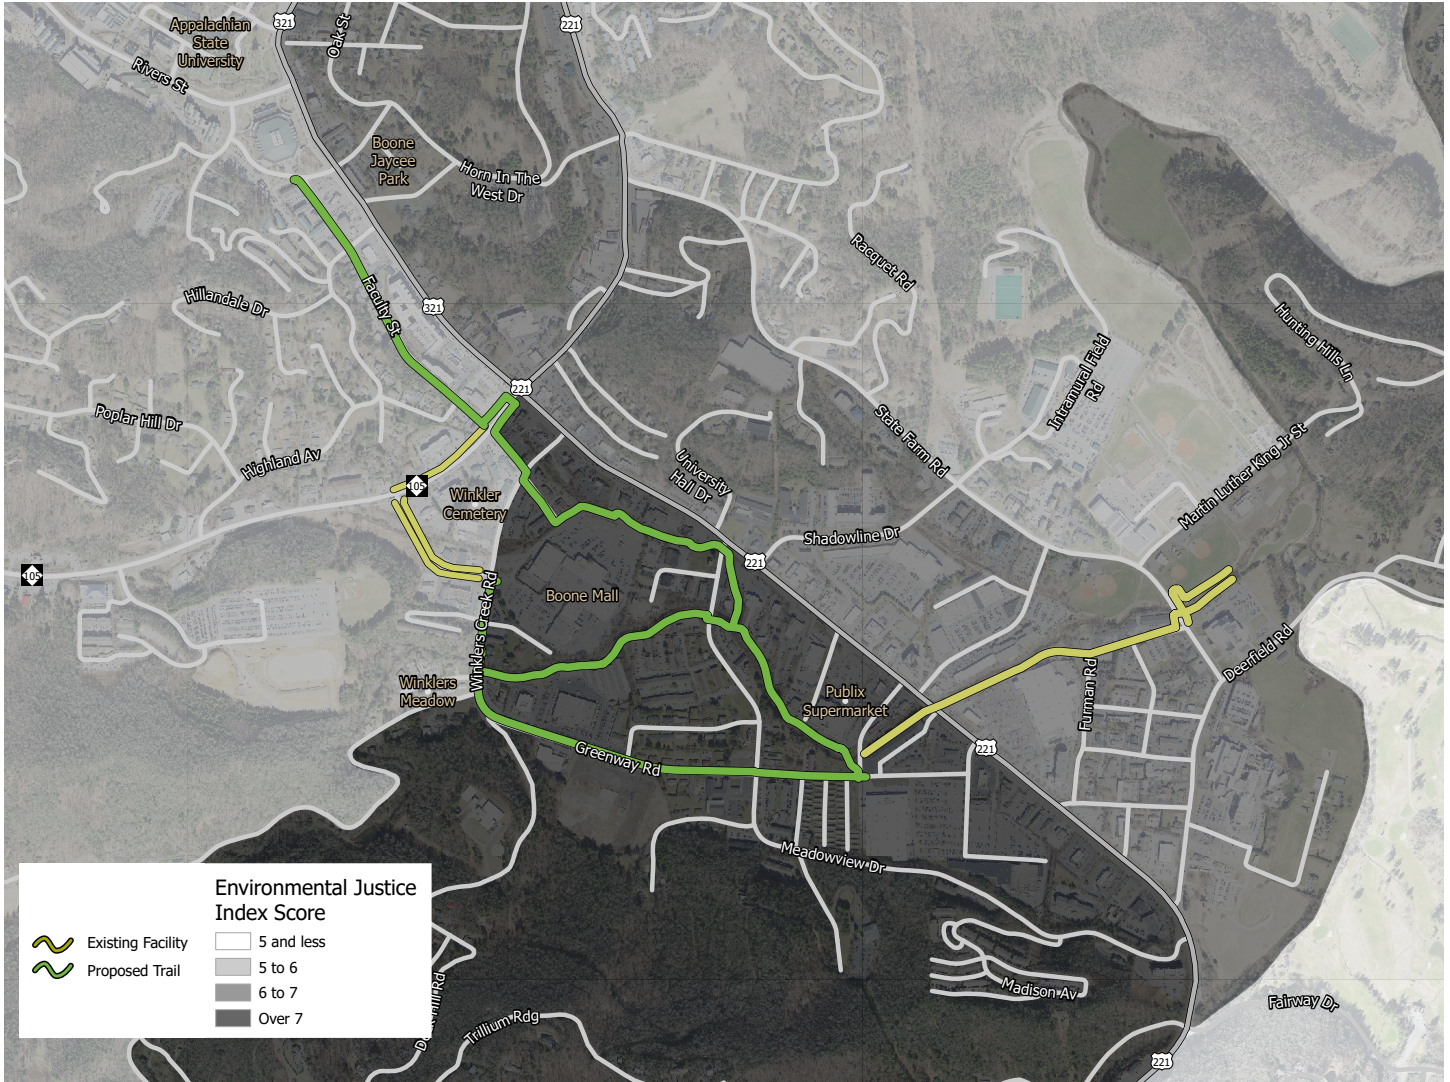 321
221
Oak St
Appalachian
State
University
Rivers St
Boone
Jaycee
Park
Horn In The
West Dr
Racquet Rd
Hillandale Dr
Faculty St
321
Hunting Hills Ln
Intramural Field
Rd
221
Poplar Hill Dr
State Farm Rd
Highland Av
Martin Luther King Jr St
University
Hall Dr
105
Winkler
Cemetery
Shadowline Dr
221
105
Boone Mall
Winklers Creek Rd
Deerfield Rd
Winklers
Meadow
Publix
Supermarket
Furman Rd
221
Greenway Rd
Meadowview Dr
Madison Av
Fairway Dr
Trillium Rdg
221
Environmental Justice
Index Score
Existing Facility
Proposed Trail
5 and less
5 to 6
6 to 7
Over 7